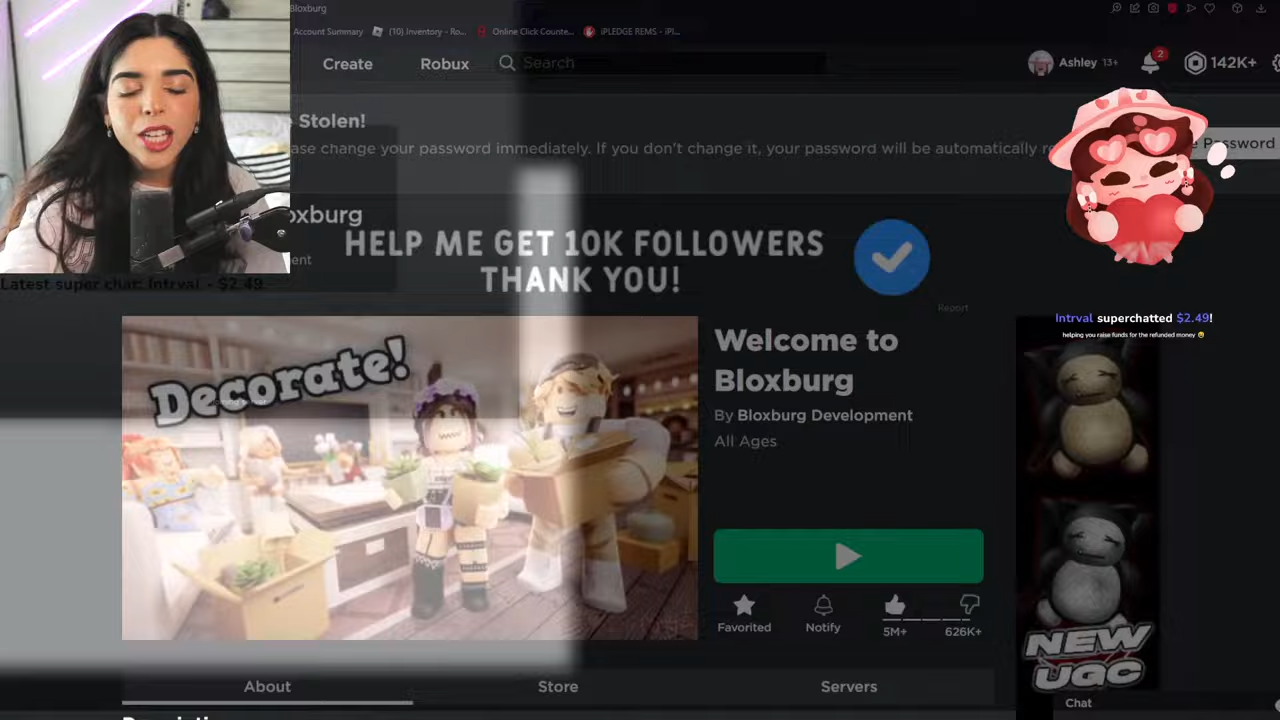 Bloxburg
Account Summary
(10) Inventory - Ro...
Online Click Counte...
iPLEDGE REMS - iPl...
Create
Robux
Search
Ashley 13+
2
142K+
Stolen!
ase change your password immediately. If you don't change it, your password will be automatically re
Password
oxburg
HELP ME GET 10K FOLLOWERS
THANK YOU!
ent
Latest super chat: Intrval - $2.49
Report
Intrval superchatted $2.49!
helping you raise funds for the refunded money
Decorate!
Welcome to
Bloxburg
By Bloxburg Development
All Ages
Favorited
Notify
5M+
626K+
NEW
UGC
About
Store
Servers
Chat